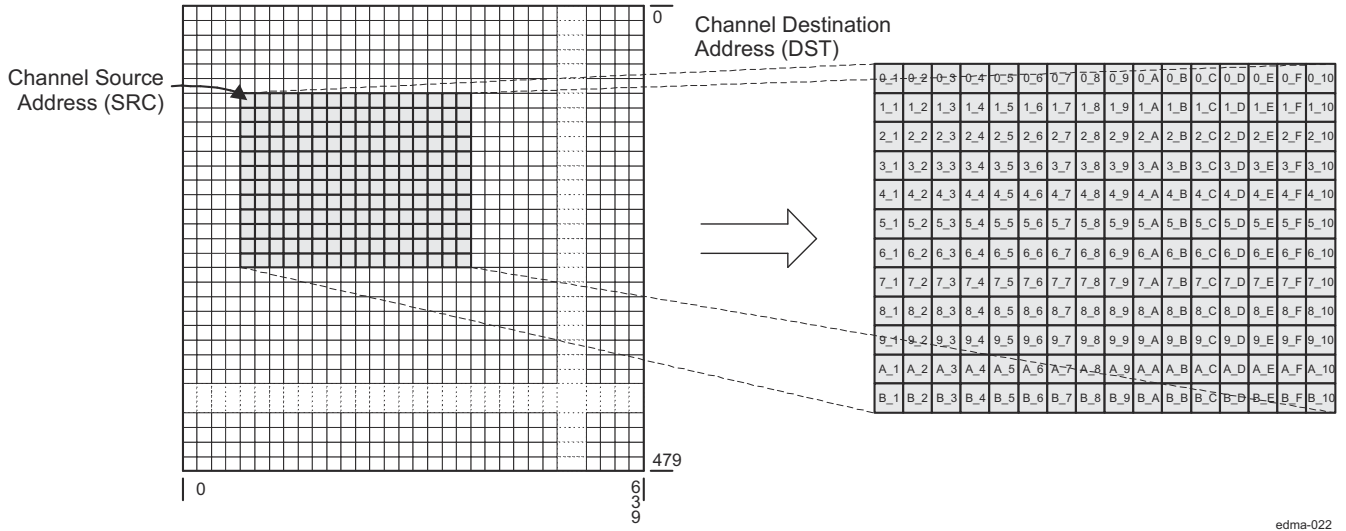 0
Channel Destination
Address (DST)
Channel Source
Address (SRC)
0_1 0_2 0_3 0_4 0_5 0_6 0_7 0_8 0_9 0_A 0_B 0_C 0_D 0_E 0_F 0_10
1_1 1_2 1_3 1_4 1_5 1_6 1_7 1_8 1_9 1_A 1_B 1_C 1_D 1_E 1_F 1_10
2_1 2_2 2_3 2_4 2_5 2_6 2_7 2_8 2_9 2_A 2_B 2_C 2_D 2_E 2_F 2_10
3_1 3_2 3_3 3_4 3_5 3_6 3_7 3_8 3_9 3_A 3_B 3_C 3_D 3_E 3_F 3_10
4_1 4_2 4_3 4_4 4_5 4_6 4_7 4_8 4_9 4_A 4_B 4_C 4_D 4_E 4_F 4_10
5_1 5_2 5_3 5_4 5_5 5_6 5_7 5_8 5_9 5_A 5_B 5_C 5_D 5_E 5_F 5_10
6_1 6_2 6_3 6_4 6_5 6_6 6_7 6_8 6_9 6_A 6_B 6_C 6_D 6_E 6_F 6_10
7_1 7_2 7_3 7_4 7_5 7_6 7_7 7_8 7_9 7_A 7_B 7_C 7_D 7_E 7_F 7_10
8_1 8_2 8_3 8_4 8_5 8_6 8_7 8_8 8_9 8_A 8_B 8_C 8_D 8_E 8_F 8_10
9_1 9_2 9_3 9_4 9_5 9_6 9_7 9_8 9_9 9_A 9_B 9_C 9_D 9_E 9_F 9_10
A_1 A_2 A_3 A_4 A_5 A_6 A_7 A_8 A_9 A_A A_B A_C A_D A_E A_F A_10
B_1 B_2 B_3 B_4 B_5 B_6 B_7 B_8 B_9 B_A B_B B_C B_D B_E B_F B_10
479
0
639
edma-022